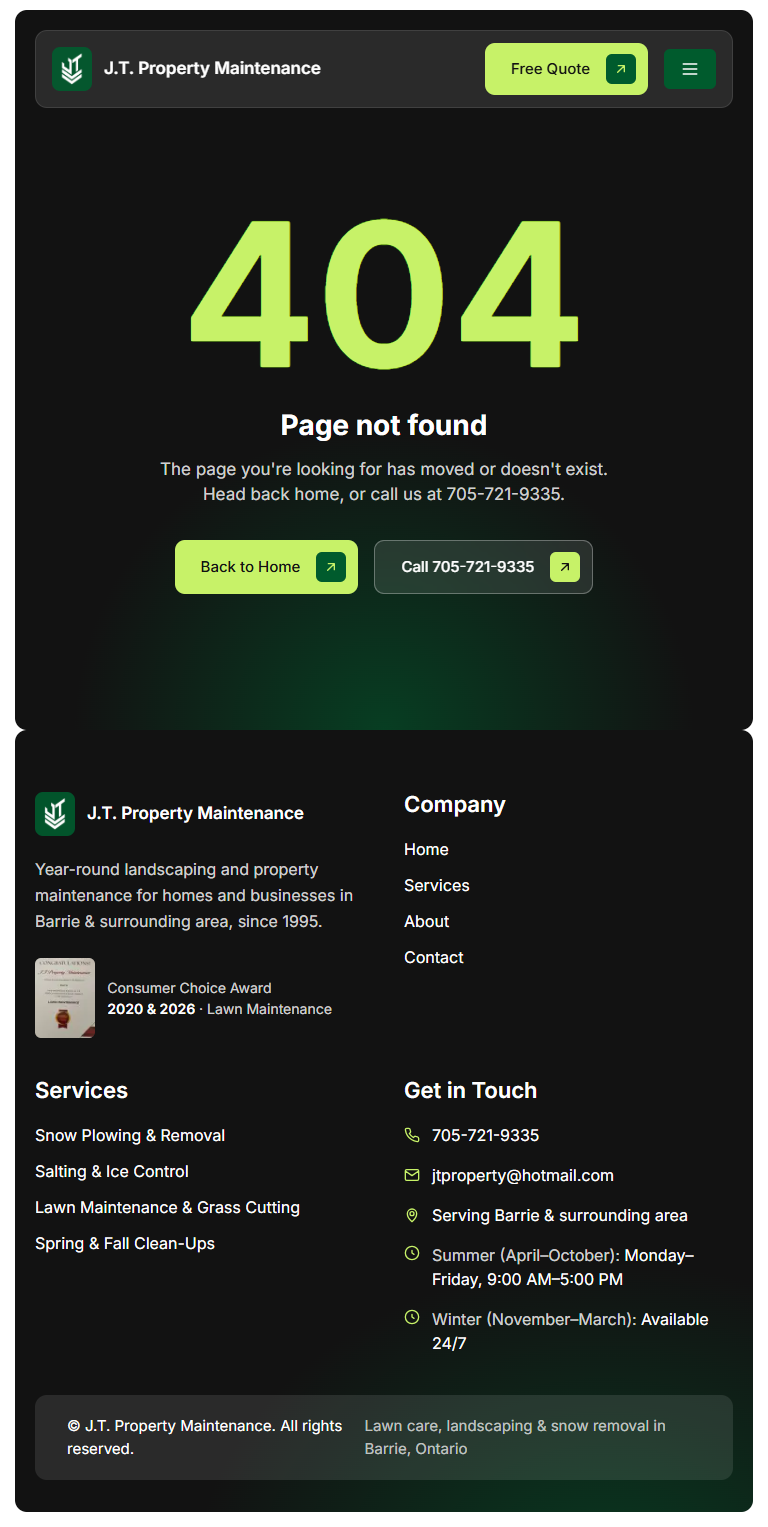 J.T. Property Maintenance
Free Quote
404
Page not found
The page you're looking for has moved or doesn't exist.
Head back home, or call us at 705-721-9335.
Back to Home
Call 705-721-9335
J.T. Property Maintenance
Year-round landscaping and property
maintenance for homes and businesses in
Barrie & surrounding area, since 1995.
Consumer Choice Award
2020 & 2026 · Lawn Maintenance
Company
Home
Services
About
Contact
Services
Snow Plowing & Removal
Salting & Ice Control
Lawn Maintenance & Grass Cutting
Spring & Fall Clean-Ups
Get in Touch
705-721-9335
jtproperty@hotmail.com
Serving Barrie & surrounding area
Summer (April–October): Monday–
Friday, 9:00 AM–5:00 PM
Winter (November–March): Available
24/7
© J.T. Property Maintenance. All rights
reserved.
Lawn care, landscaping & snow removal in
Barrie, Ontario